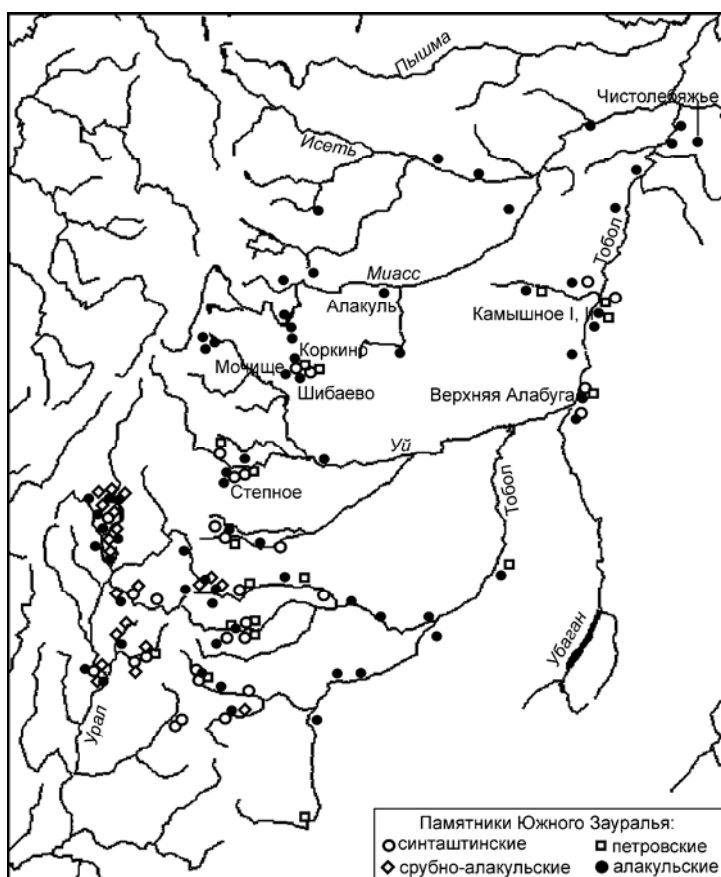 Пышма
Чистолебяжье
Исеть
Тобол
Миасс
Алакуль
Камышное I, II
Коркино
Мочище
Шибаево
Верхняя Алабуга
Уй
Степное
Тобол
Убаган
Урал
Памятники Южного Зауралья:
синташтинские
петровские
срубно-алакульские
алакульские